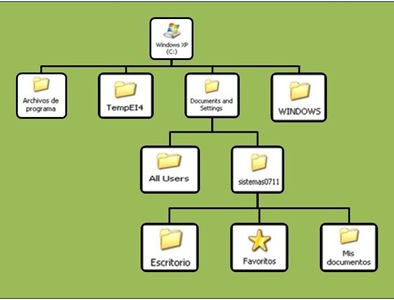 Windows XP
(C:)
Archivos de
programa
TempEI4
Documents and
Settings
WINDOWS
All Users
sistemas0711
Escritorio
Favoritos
Mis
documentos